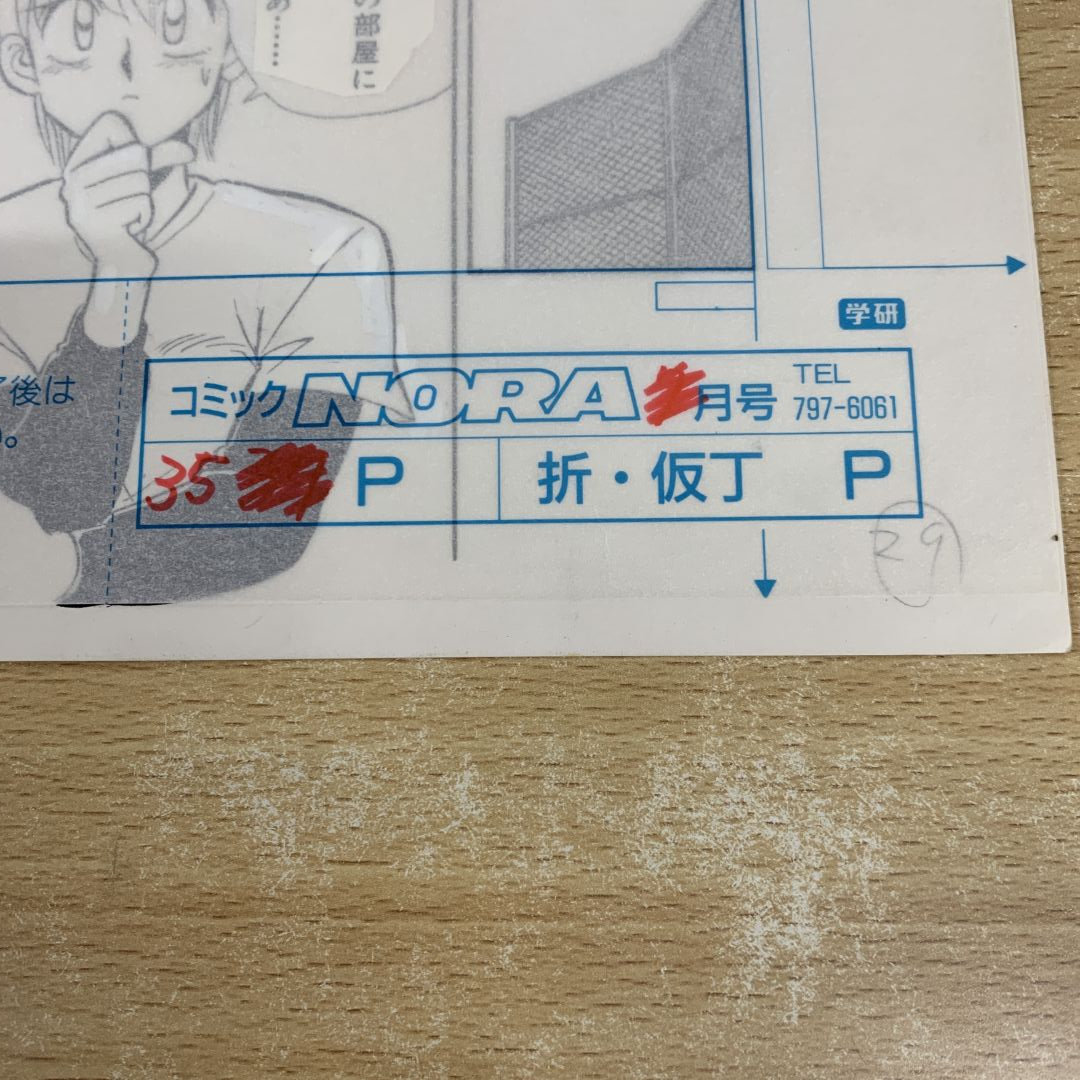 の部屋に
あ……
学研
コミック NORA 月号 TEL 797-6061
35 P 折・仮丁 P
29
了後は
。